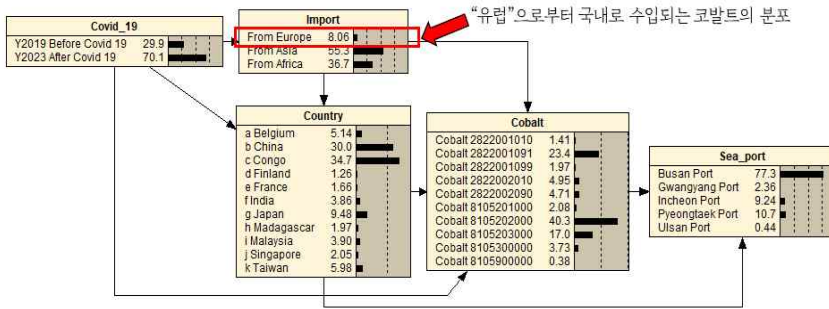 “유럽”으로부터 국내로 수입되는 코발트의 분포
Covid_19
Y2019 Before Covid 19 29.9
Y2023 After Covid 19 70.1
Import
From Europe 8.06
From Asia 55.3
From Africa 36.7
Country
a Belgium 5.14
b China 30.0
c Congo 34.7
d Finland 1.26
e France 1.66
f India 3.86
g Japan 9.48
h Madagascar 1.97
i Malaysia 3.90
j Singapore 2.05
k Taiwan 5.98
Cobalt
Cobalt 2822001010 1.41
Cobalt 2822001091 23.4
Cobalt 2822001099 1.97
Cobalt 2822002010 4.95
Cobalt 2822002090 4.71
Cobalt 8105201000 2.08
Cobalt 8105202000 40.3
Cobalt 8105203000 17.0
Cobalt 8105300000 3.73
Cobalt 8105900000 0.38
Sea_port
Busan Port 77.3
Gwangyang Port 2.36
Incheon Port 9.24
Pyeongtaek Port 10.7
Ulsan Port 0.44